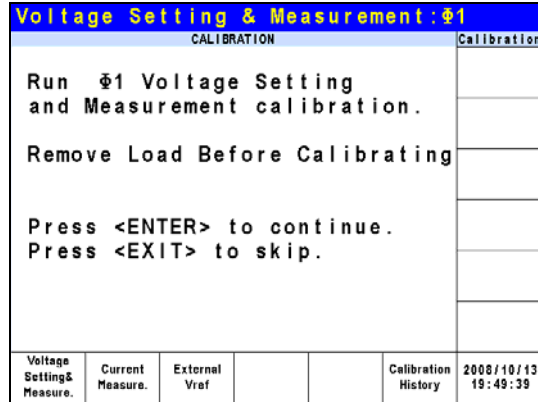 Voltage Setting & Measurement:Φ1
CALIBRATION
Calibration
Run Φ1 Voltage Setting
and Measurement calibration.
Remove Load Before Calibrating
Press <ENTER> to continue.
Press <EXIT> to skip.
Voltage
Setting&
Measure.
Current
Measure.
External
Vref
Calibration
History
2008/10/13
19:49:39